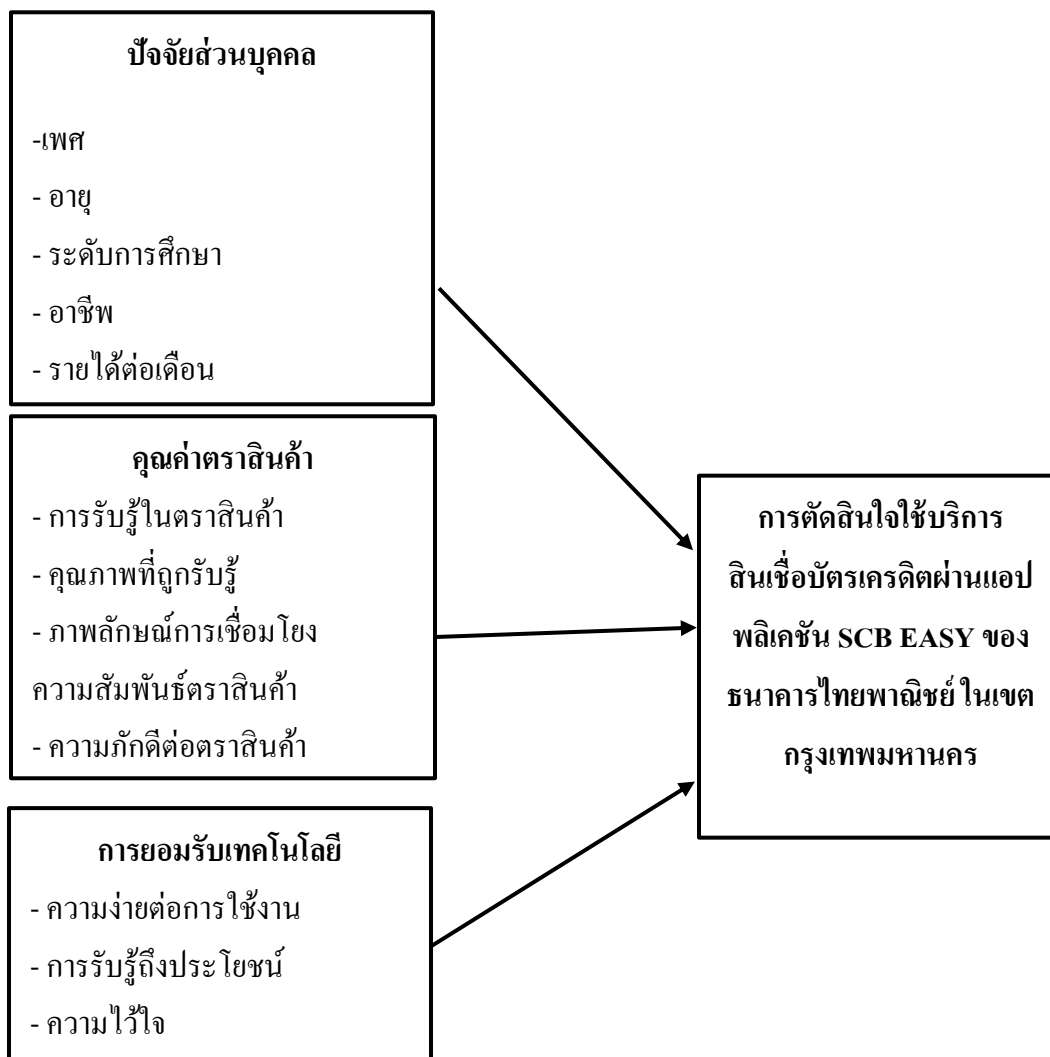 ปัจจัยส่วนบุคคล
-เพศ
- อายุ
- ระดับการศึกษา
- อาชีพ
- รายได้ต่อเดือน
คุณค่าตราสินค้า
- การรับรู้ในตราสินค้า
- คุณภาพที่ถูกรับรู้
- ภาพลักษณ์การเชื่อมโยง
ความสัมพันธ์ตราสินค้า
- ความภักดีต่อตราสินค้า
การยอมรับเทคโนโลยี
- ความง่ายต่อการใช้งาน
- การรับรู้ถึงประโยชน์
- ความไว้ใจ
การตัดสินใจใช้บริการ
สินเชื่อบัตรเครดิตผ่านแอป
พลิเคชัน SCB EASY ของ
ธนาคารไทยพาณิชย์ ในเขต
กรุงเทพมหานคร